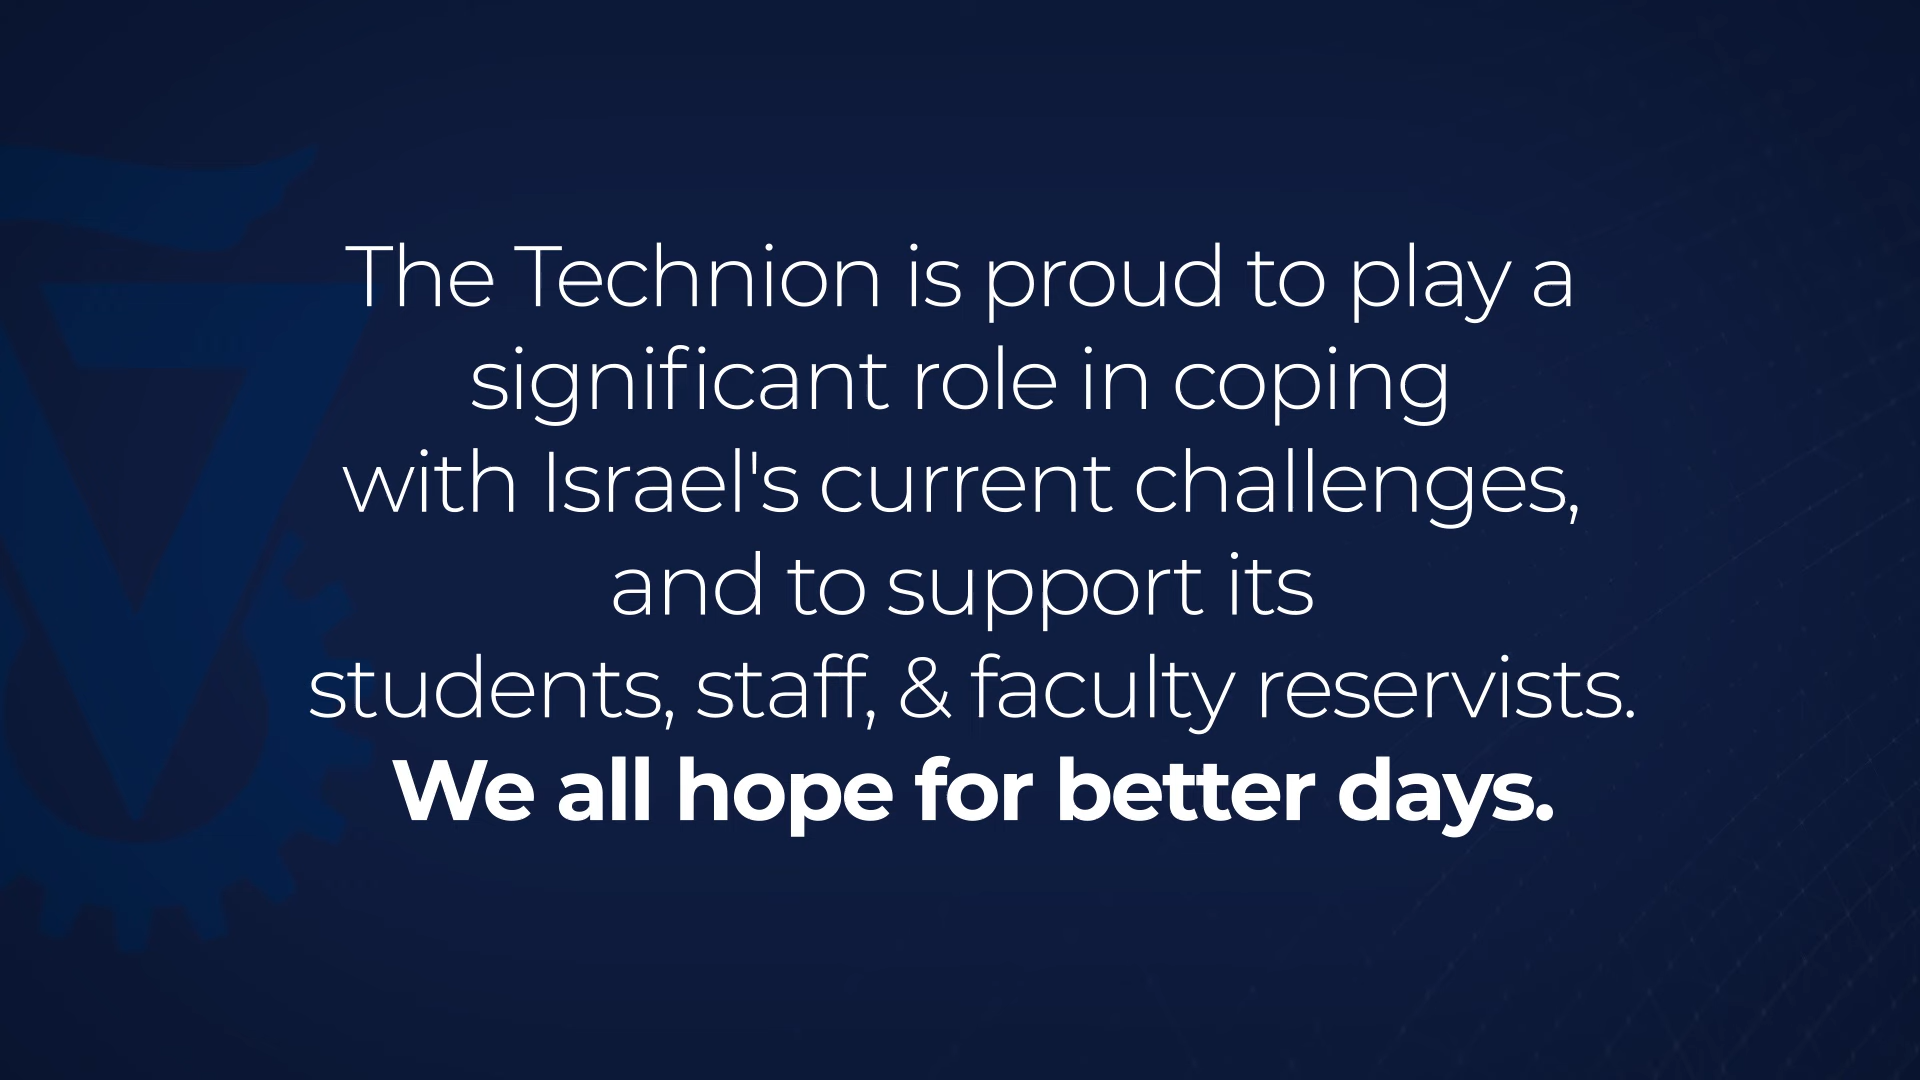 The Technion is proud to play a
significant role in coping
with Israel's current challenges,
and to support its
students, staff, & faculty reservists.
We all hope for better days.